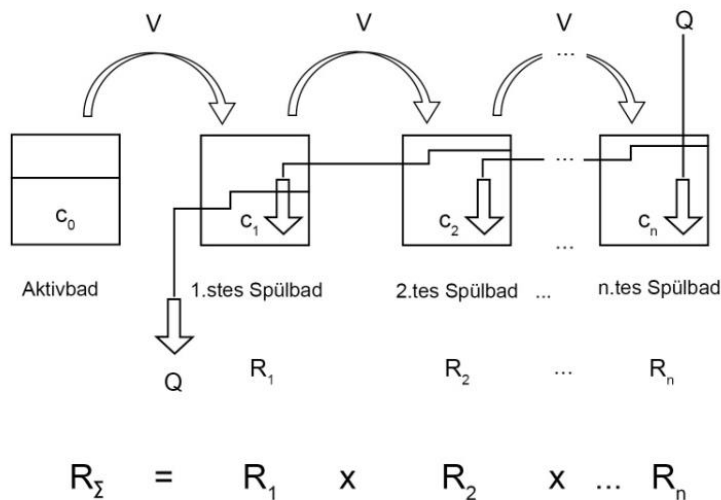 V V V Q
...
c₀ c₁ c₂ ... cₙ
...
Aktivbad 1.stes Spülbad 2.tes Spülbad ... n.tes Spülbad
Q R₁ R₂ ... Rₙ
R_Σ = R₁ x R₂ x ... Rₙ